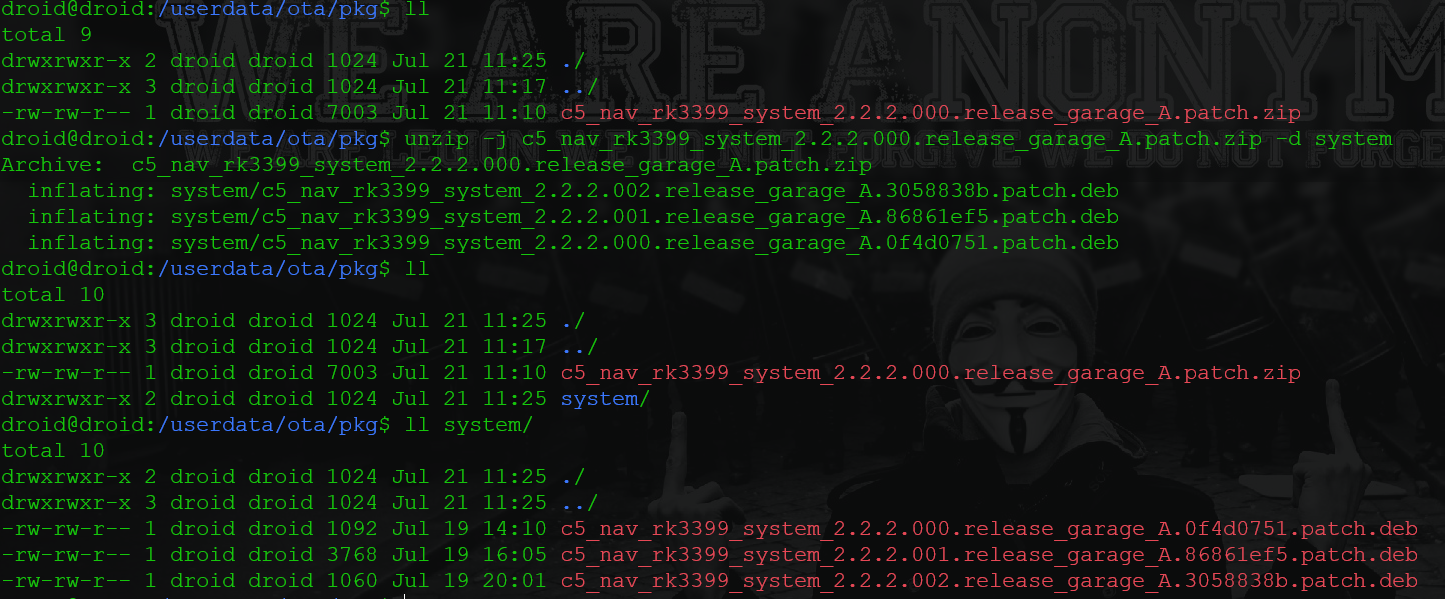 droid@droid:/userdata/ota/pkg$ ll
total 9
drwxrwxr-x 2 droid droid 1024 Jul 21 11:25 ./
drwxrwxr-x 3 droid droid 1024 Jul 21 11:17 ../
-rw-rw-r-- 1 droid droid 7003 Jul 21 11:10 c5_nav_rk3399_system_2.2.2.000.release_garage_A.patch.zip
droid@droid:/userdata/ota/pkg$ unzip -j c5_nav_rk3399_system_2.2.2.000.release_garage_A.patch.zip -d system
Archive:  c5_nav_rk3399_system_2.2.2.000.release_garage_A.patch.zip
  inflating: system/c5_nav_rk3399_system_2.2.2.002.release_garage_A.3058838b.patch.deb
  inflating: system/c5_nav_rk3399_system_2.2.2.001.release_garage_A.86861ef5.patch.deb
  inflating: system/c5_nav_rk3399_system_2.2.2.000.release_garage_A.0f4d0751.patch.deb
droid@droid:/userdata/ota/pkg$ ll
total 10
drwxrwxr-x 3 droid droid 1024 Jul 21 11:25 ./
drwxrwxr-x 3 droid droid 1024 Jul 21 11:17 ../
-rw-rw-r-- 1 droid droid 7003 Jul 21 11:10 c5_nav_rk3399_system_2.2.2.000.release_garage_A.patch.zip
drwxrwxr-x 2 droid droid 1024 Jul 21 11:25 system/
droid@droid:/userdata/ota/pkg$ ll system/
total 10
drwxrwxr-x 2 droid droid 1024 Jul 21 11:25 ./
drwxrwxr-x 3 droid droid 1024 Jul 21 11:25 ../
-rw-rw-r-- 1 droid droid 1092 Jul 19 14:10 c5_nav_rk3399_system_2.2.2.000.release_garage_A.0f4d0751.patch.deb
-rw-rw-r-- 1 droid droid 3768 Jul 19 16:05 c5_nav_rk3399_system_2.2.2.001.release_garage_A.86861ef5.patch.deb
-rw-rw-r-- 1 droid droid 1060 Jul 19 20:01 c5_nav_rk3399_system_2.2.2.002.release_garage_A.3058838b.patch.deb
WE ARE ANONYM
WE DO NOT FORGE